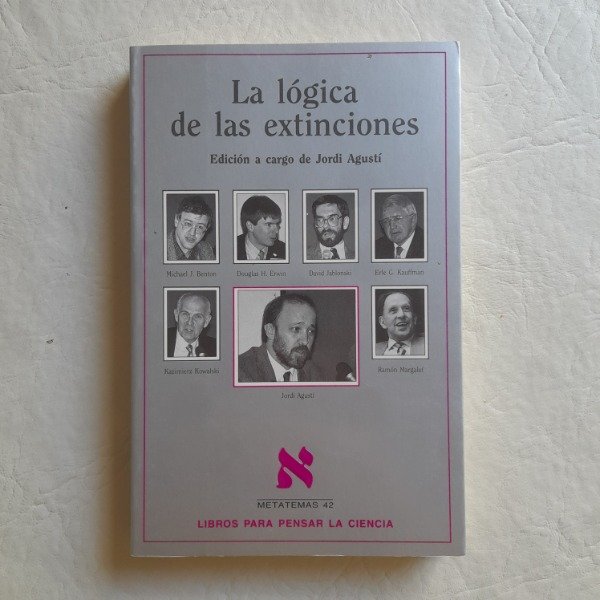 La lógica
de las extinciones
Edición a cargo de Jordi Agustí
Michael J. Benton
Douglas H. Erwin
David Jablonski
Erle G. Kauffman
Kazimierz Kowalski
Jordi Agustí
Ramón Margalef
א
METATEMAS 42
LIBROS PARA PENSAR LA CIENCIA